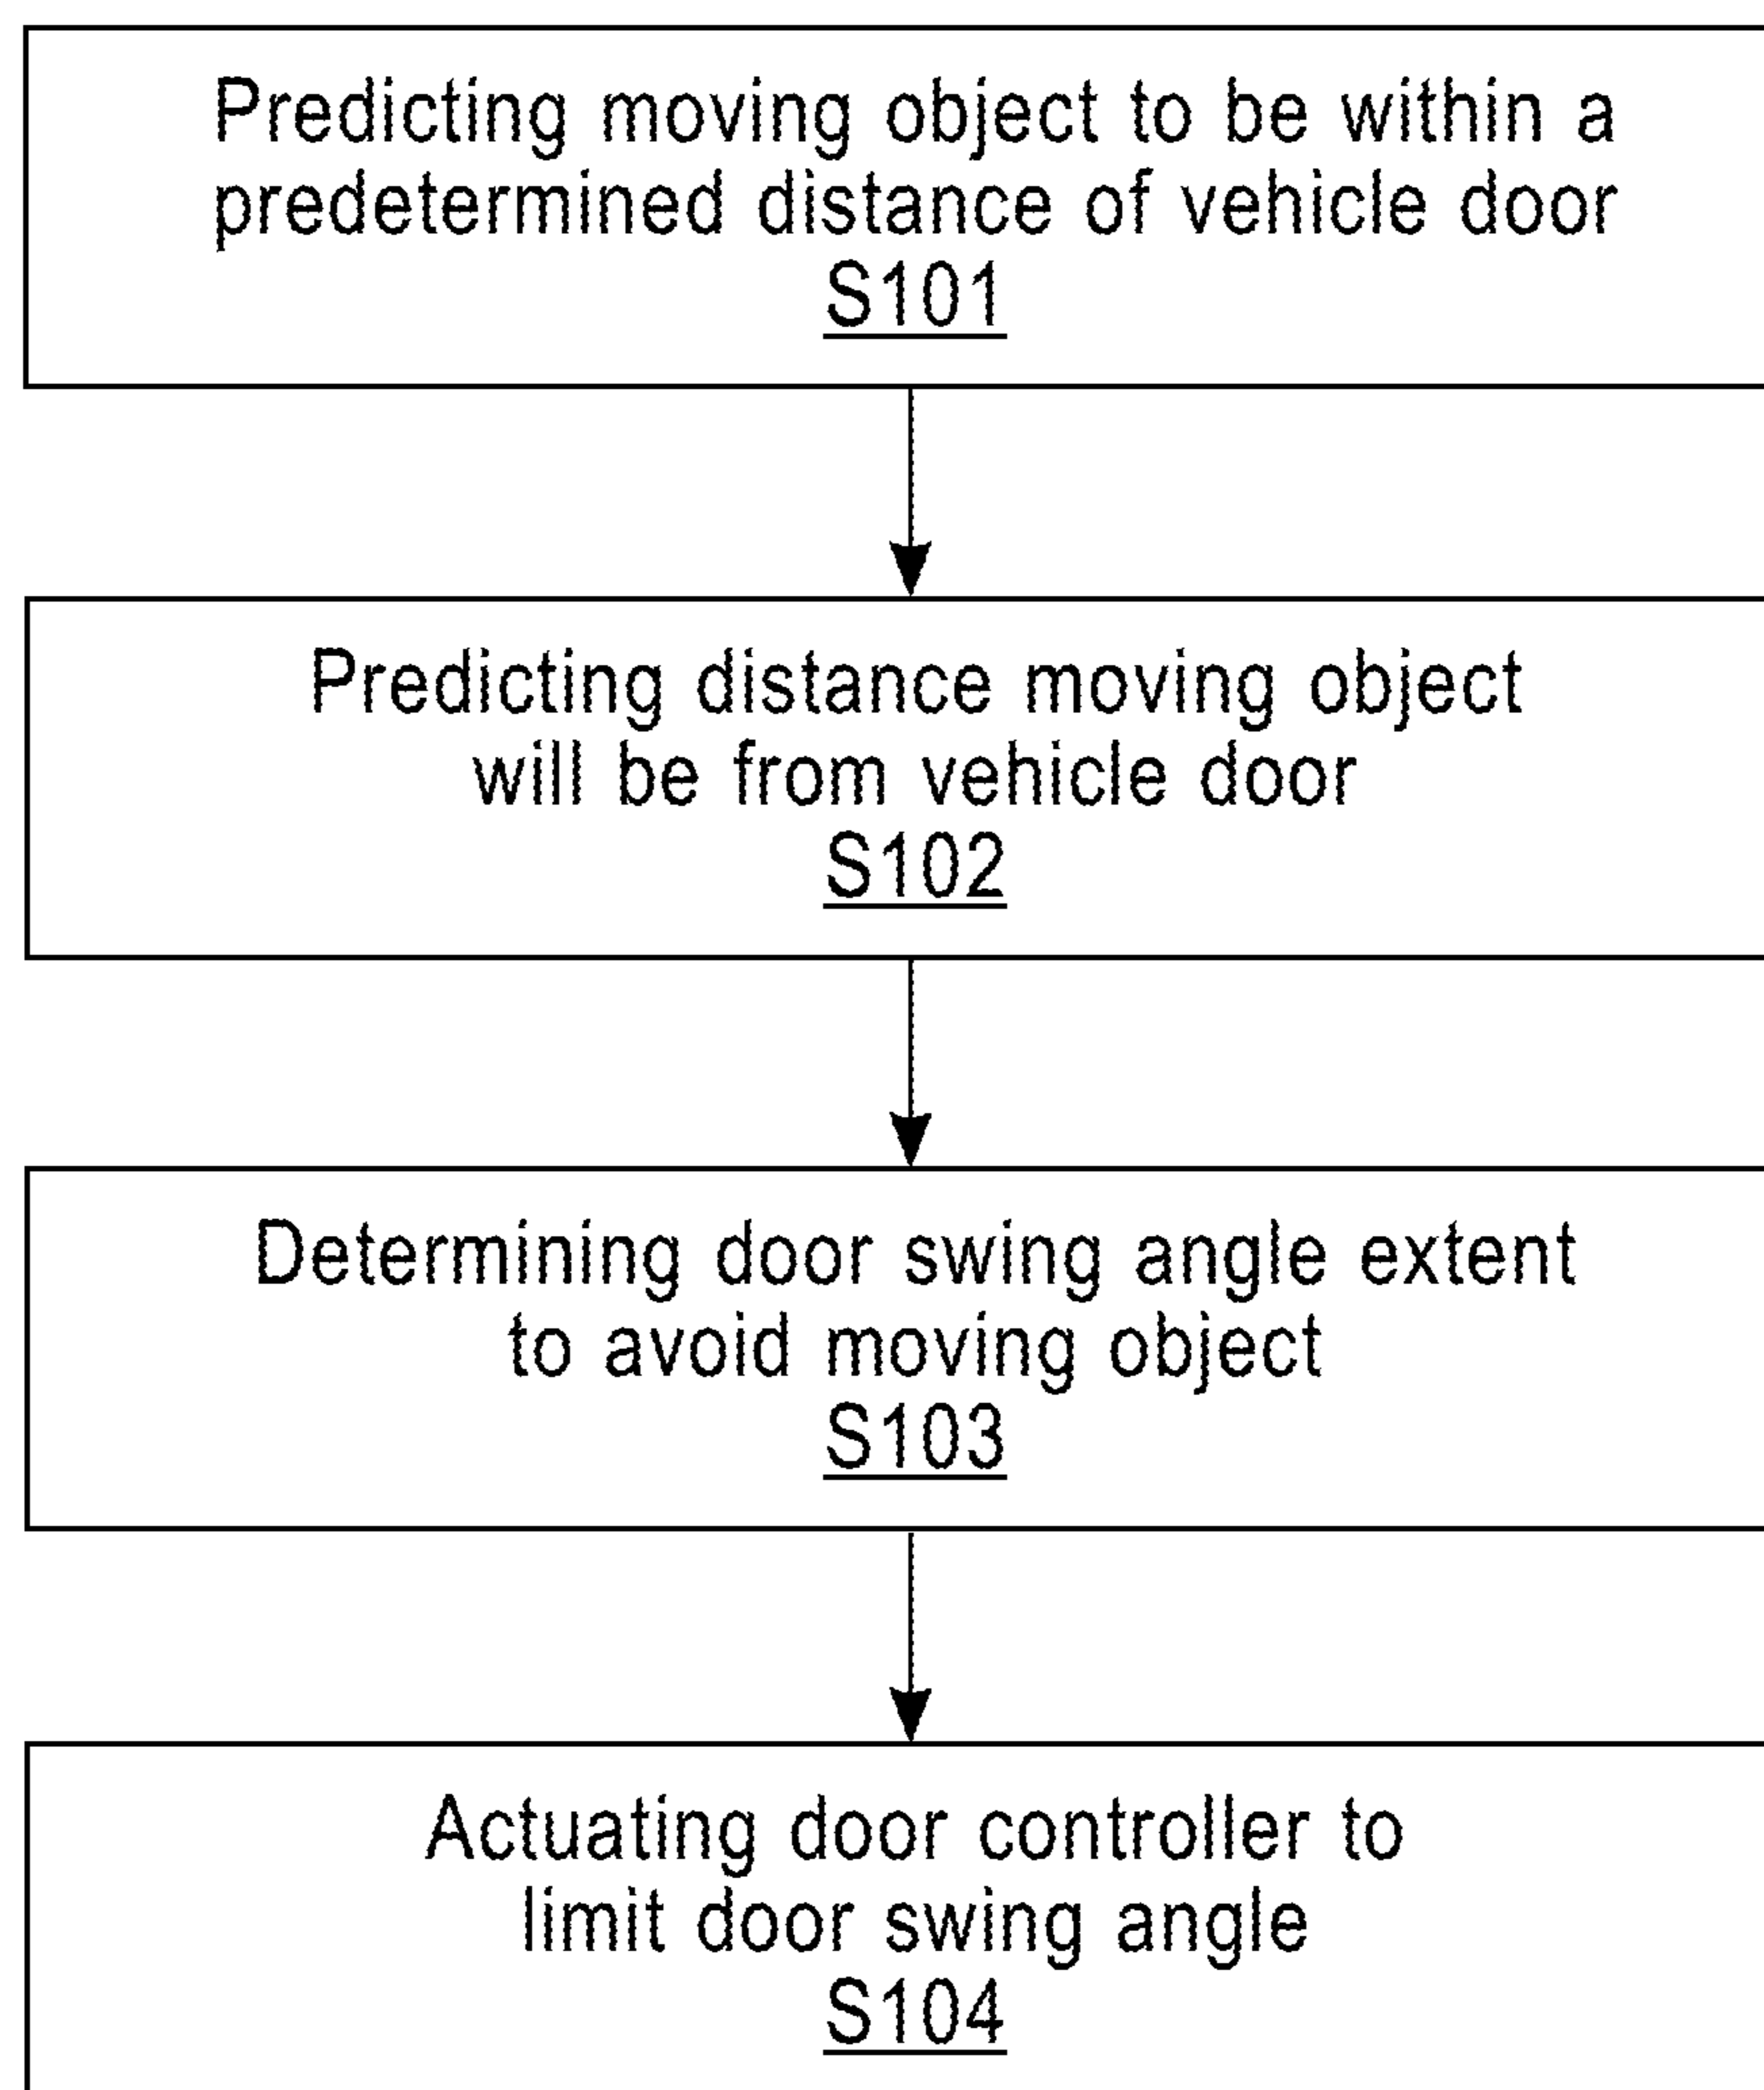 Predicting moving object to be within a
predetermined distance of vehicle door
S101
Predicting distance moving object
will be from vehicle door
S102
Determining door swing angle extent
to avoid moving object
S103
Actuating door controller to
limit door swing angle
S104